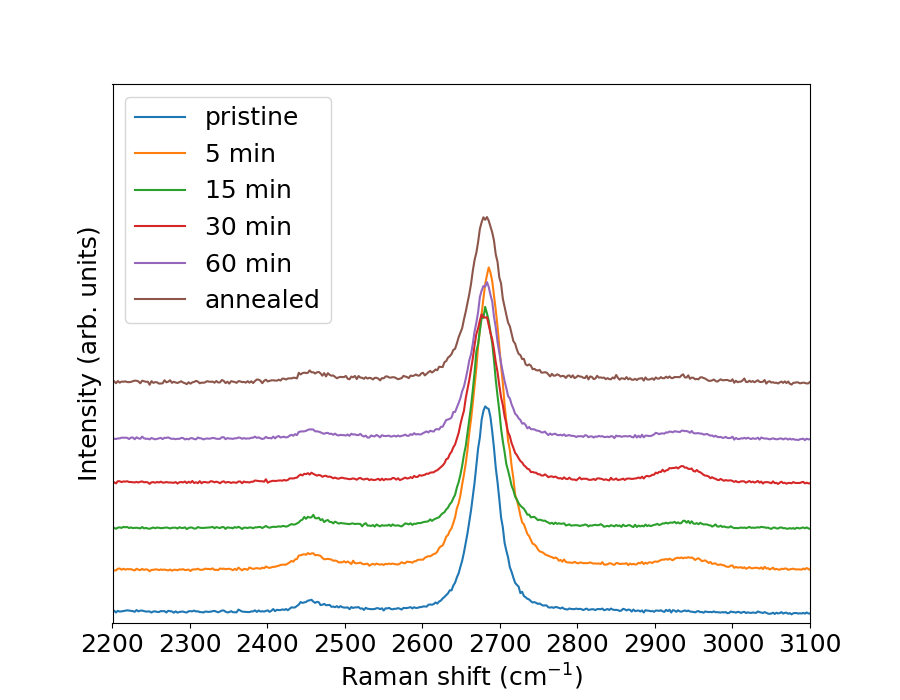 pristine
5 min
15 min
30 min
60 min
annealed
Intensity (arb. units)
2200 2300 2400 2500 2600 2700 2800 2900 3000 3100
Raman shift (cm⁻¹)